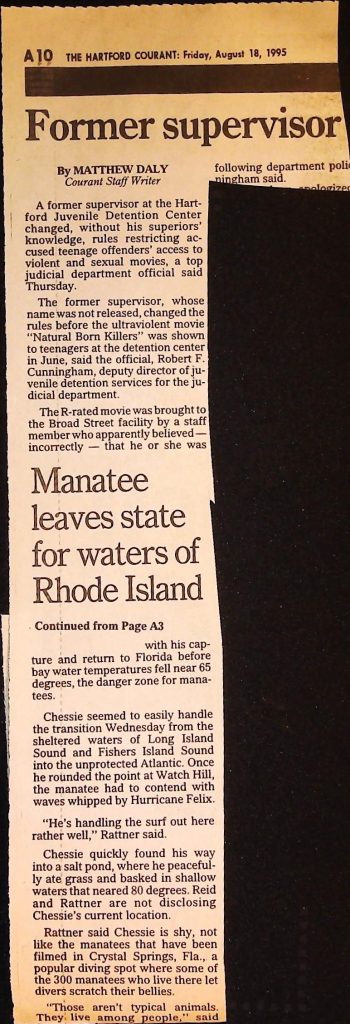 A10 THE HARTFORD COURANT: Friday, August 18, 1995
Former supervisor
By MATTHEW DALY
Courant Staff Writer
A former supervisor at the Hart-
ford Juvenile Detention Center
changed, without his superiors'
knowledge, rules restricting ac-
cused teenage offenders' access to
violent and sexual movies, a top
judicial department official said
Thursday.
The former supervisor, whose
name was not released, changed the
rules before the ultraviolent movie
"Natural Born Killers" was shown
to teenagers at the detention center
in June, said the official, Robert F.
Cunningham, deputy director of ju-
venile detention services for the ju-
dicial department.
The R-rated movie was brought to
the Broad Street facility by a staff
member who apparently believed —
incorrectly — that he or she was
following department
ningham said.
apologized
Manatee
leaves state
for waters of
Rhode Island
Continued from Page A3
with his cap-
ture and return to Florida before
bay water temperatures fell near 65
degrees, the danger zone for mana-
tees.
Chessie seemed to easily handle
the transition Wednesday from the
sheltered waters of Long Island
Sound and Fishers Island Sound
into the unprotected Atlantic. Once
he rounded the point at Watch Hill,
the manatee had to contend with
waves whipped by Hurricane Felix.
"He's handling the surf out here
rather well," Rattner said.
Chessie quickly found his way
into a salt pond, where he peaceful-
ly ate grass and basked in shallow
waters that neared 80 degrees. Reid
and Rattner are not disclosing
Chessie's current location.
Rattner said Chessie is shy, not
like the manatees that have been
filmed in Crystal Springs, Fla., a
popular diving spot where some of
the 300 manatees who live there let
divers scratch their bellies.
"Those aren't typical animals.
They live among people," said